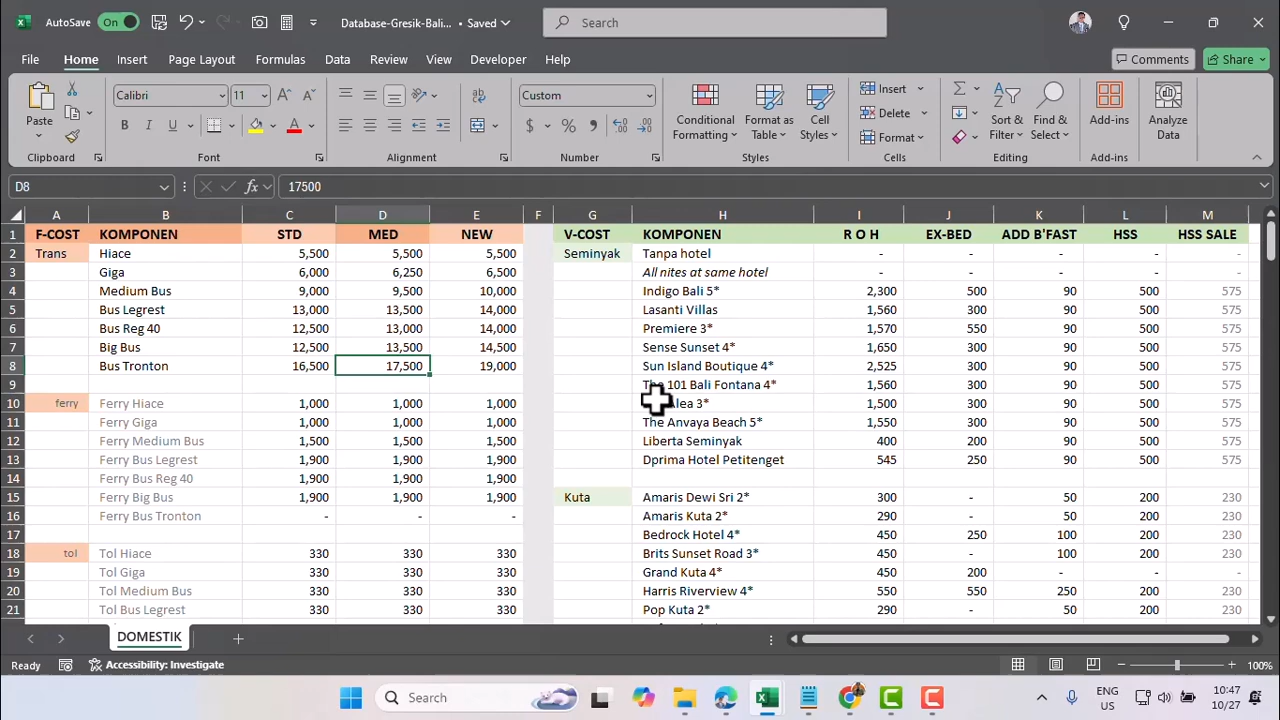 AutoSave On Database-Gresik-Bali... • Saved Search
File Home Insert Page Layout Formulas Data Review View Developer Help Comments Share
Paste Calibri 11 B I U A Custom $ % Conditional Formatting Format as Table Cell Styles Insert Delete Format Sort & Filter Find & Select Add-ins Analyze Data
Clipboard Font Alignment Number Styles Cells Editing Add-ins
D8 fx 17500
A B C D E F G H I J K L M
1 F-COST KOMPONEN STD MED NEW V-COST KOMPONEN R O H EX-BED ADD B'FAST HSS HSS SALE
2 Trans Hiace 5,500 5,500 5,500 Seminyak Tanpa hotel - - - - -
3 Giga 6,000 6,250 6,500 All nites at same hotel - - - - -
4 Medium Bus 9,000 9,500 10,000 Indigo Bali 5* 2,300 500 90 500 575
5 Bus Legrest 13,000 13,500 14,000 Lasanti Villas 1,560 300 90 500 575
6 Bus Reg 40 12,500 13,000 14,000 Premiere 3* 1,570 550 90 500 575
7 Big Bus 12,500 13,500 14,500 Sense Sunset 4* 1,650 300 90 500 575
8 Bus Tronton 16,500 17,500 19,000 Sun Island Boutique 4* 2,525 300 90 500 575
9 The 101 Bali Fontana 4* 1,560 300 90 500 575
10 ferry Ferry Hiace 1,000 1,000 1,000 3* 1,500 300 90 500 575
11 Ferry Giga 1,000 1,000 1,000 The Anvaya Beach 5* 1,550 300 90 500 575
12 Ferry Medium Bus 1,500 1,500 1,500 Liberta Seminyak 400 200 90 500 575
13 Ferry Bus Legrest 1,900 1,900 1,900 Dprima Hotel Petitenget 545 250 90 500 575
14 Ferry Bus Reg 40 1,900 1,900 1,900
15 Ferry Big Bus 1,900 1,900 1,900 Kuta Amaris Dewi Sri 2* 300 - 50 200 230
16 Ferry Bus Tronton - - - Amaris Kuta 2* 290 - 50 200 230
17 Bedrock Hotel 4* 450 250 100 200 230
18 tol Tol Hiace 330 330 330 Brits Sunset Road 3* 450 - 100 200 230
19 Tol Giga 330 330 330 Grand Kuta 4* 450 200 - - -
20 Tol Medium Bus 330 330 330 Harris Riverview 4* 550 550 250 200 230
21 Tol Bus Legrest 330 330 330 Pop Kuta 2* 290 - 50 200 230
DOMESTIK
Ready Accessibility: Investigate 100%
Search ENG US 10:47 10/27